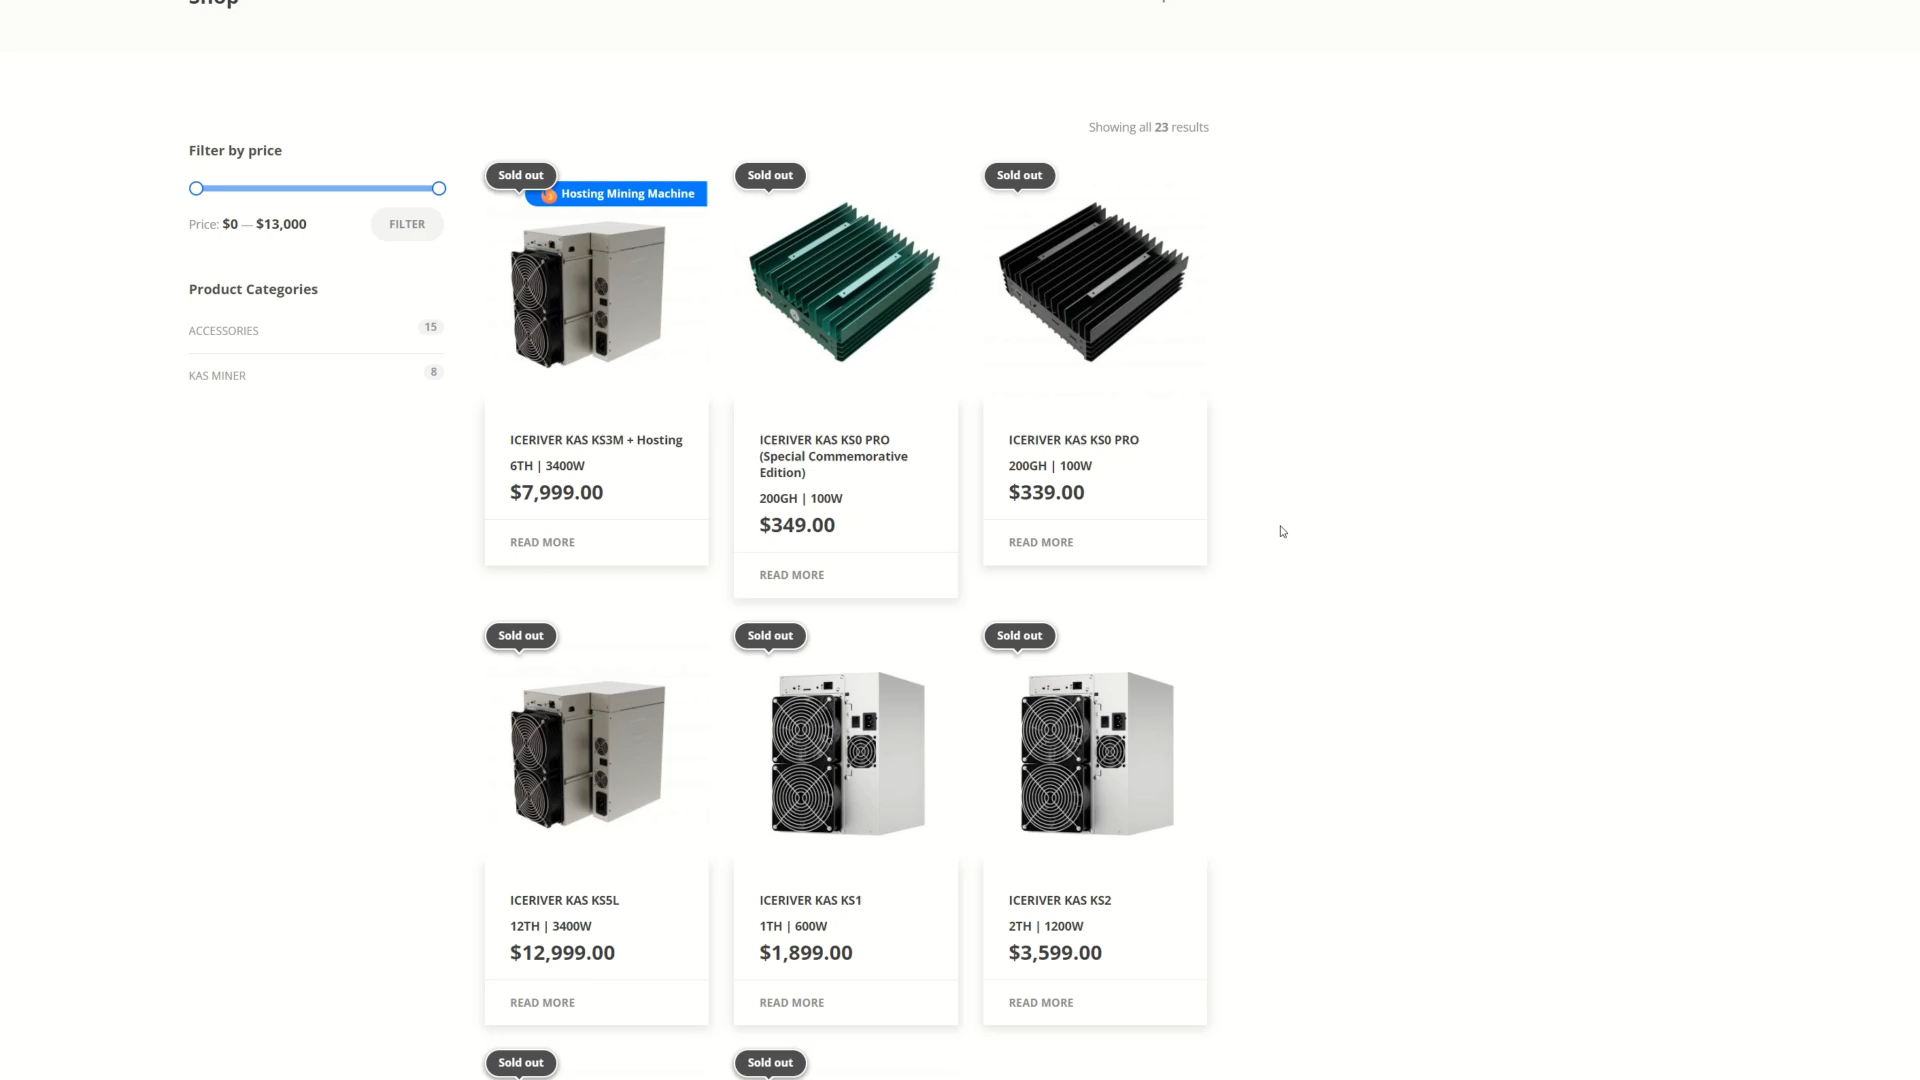 Shop
Showing all 23 results
Filter by price
Price: $0 — $13,000
FILTER
Product Categories
ACCESSORIES
15
KAS MINER
8
Sold out
Hosting Mining Machine
ICERIVER KAS KS3M + Hosting
6TH | 3400W
$7,999.00
READ MORE
Sold out
ICERIVER KAS KS0 PRO
(Special Commemorative
Edition)
200GH | 100W
$349.00
READ MORE
Sold out
ICERIVER KAS KS0 PRO
200GH | 100W
$339.00
READ MORE
Sold out
ICERIVER KAS KS5L
12TH | 3400W
$12,999.00
READ MORE
Sold out
ICERIVER KAS KS1
1TH | 600W
$1,899.00
READ MORE
Sold out
ICERIVER KAS KS2
2TH | 1200W
$3,599.00
READ MORE
Sold out
Sold out